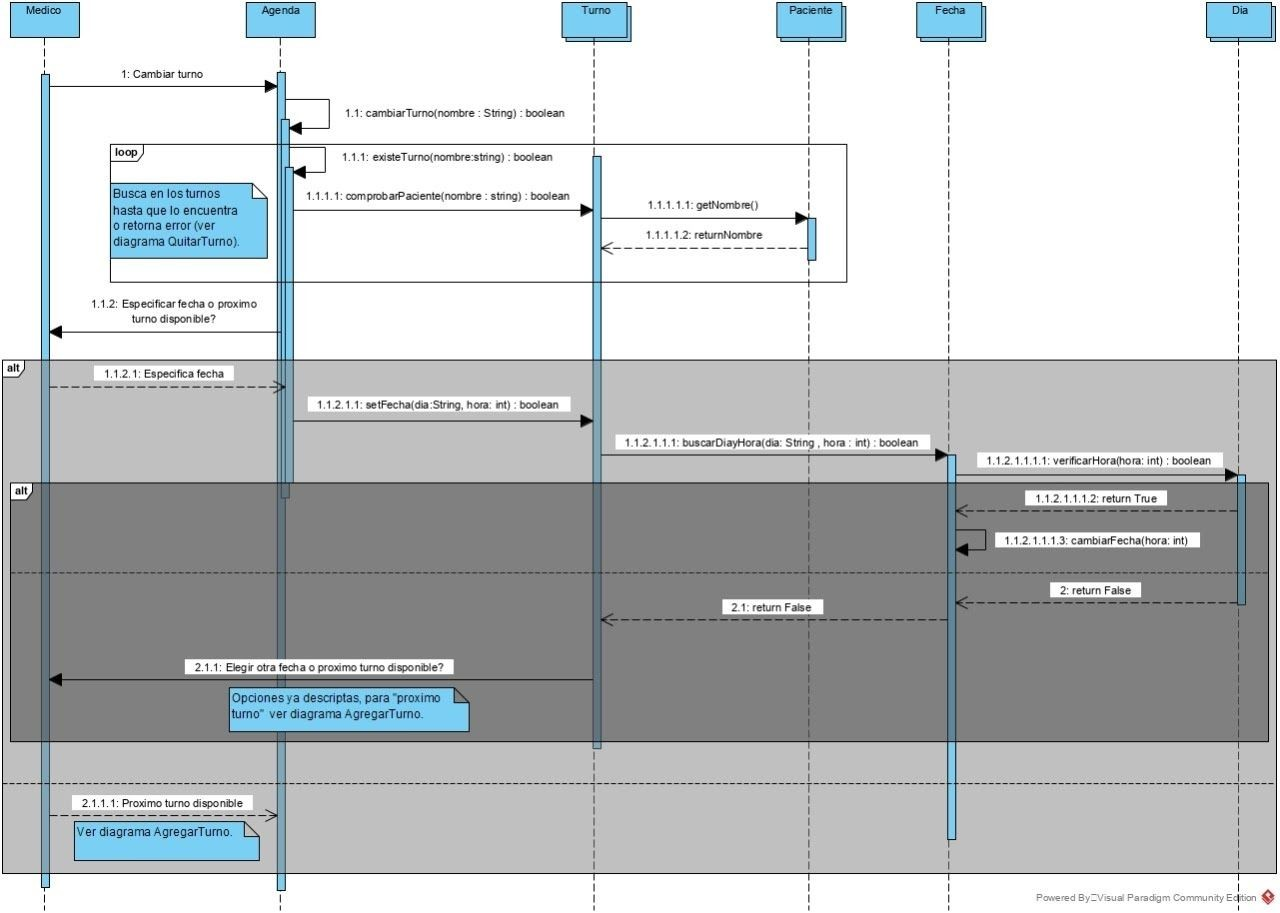 Medico
Agenda
Turno
Paciente
Fecha
Dia
1: Cambiar turno
1.1: cambiarTurno(nombre : String) : boolean
loop
1.1.1: existeTurno(nombre:string) : boolean
Busca en los turnos
hasta que lo encuentra
o retorna error (ver
diagrama QuitarTurno).
1.1.1.1: comprobarPaciente(nombre : string) : boolean
1.1.1.1.1: getNombre()
1.1.1.1.2: returnNombre
1.1.2: Especificar fecha o proximo
turno disponible?
alt
1.1.2.1: Especifica fecha
1.1.2.1.1: setFecha(dia:String, hora: int) : boolean
1.1.2.1.1.1: buscarDiayHora(dia: String , hora : int) : boolean
1.1.2.1.1.1.1: verificarHora(hora: int) : boolean
alt
1.1.2.1.1.1.2: return True
1.1.2.1.1.1.3: cambiarFecha(hora: int)
2: return False
2.1: return False
2.1.1: Elegir otra fecha o proximo turno disponible?
Opciones ya descriptas, para "proximo
turno" ver diagrama AgregarTurno.
2.1.1.1: Proximo turno disponible
Ver diagrama AgregarTurno.
Powered By Visual Paradigm Community Edition